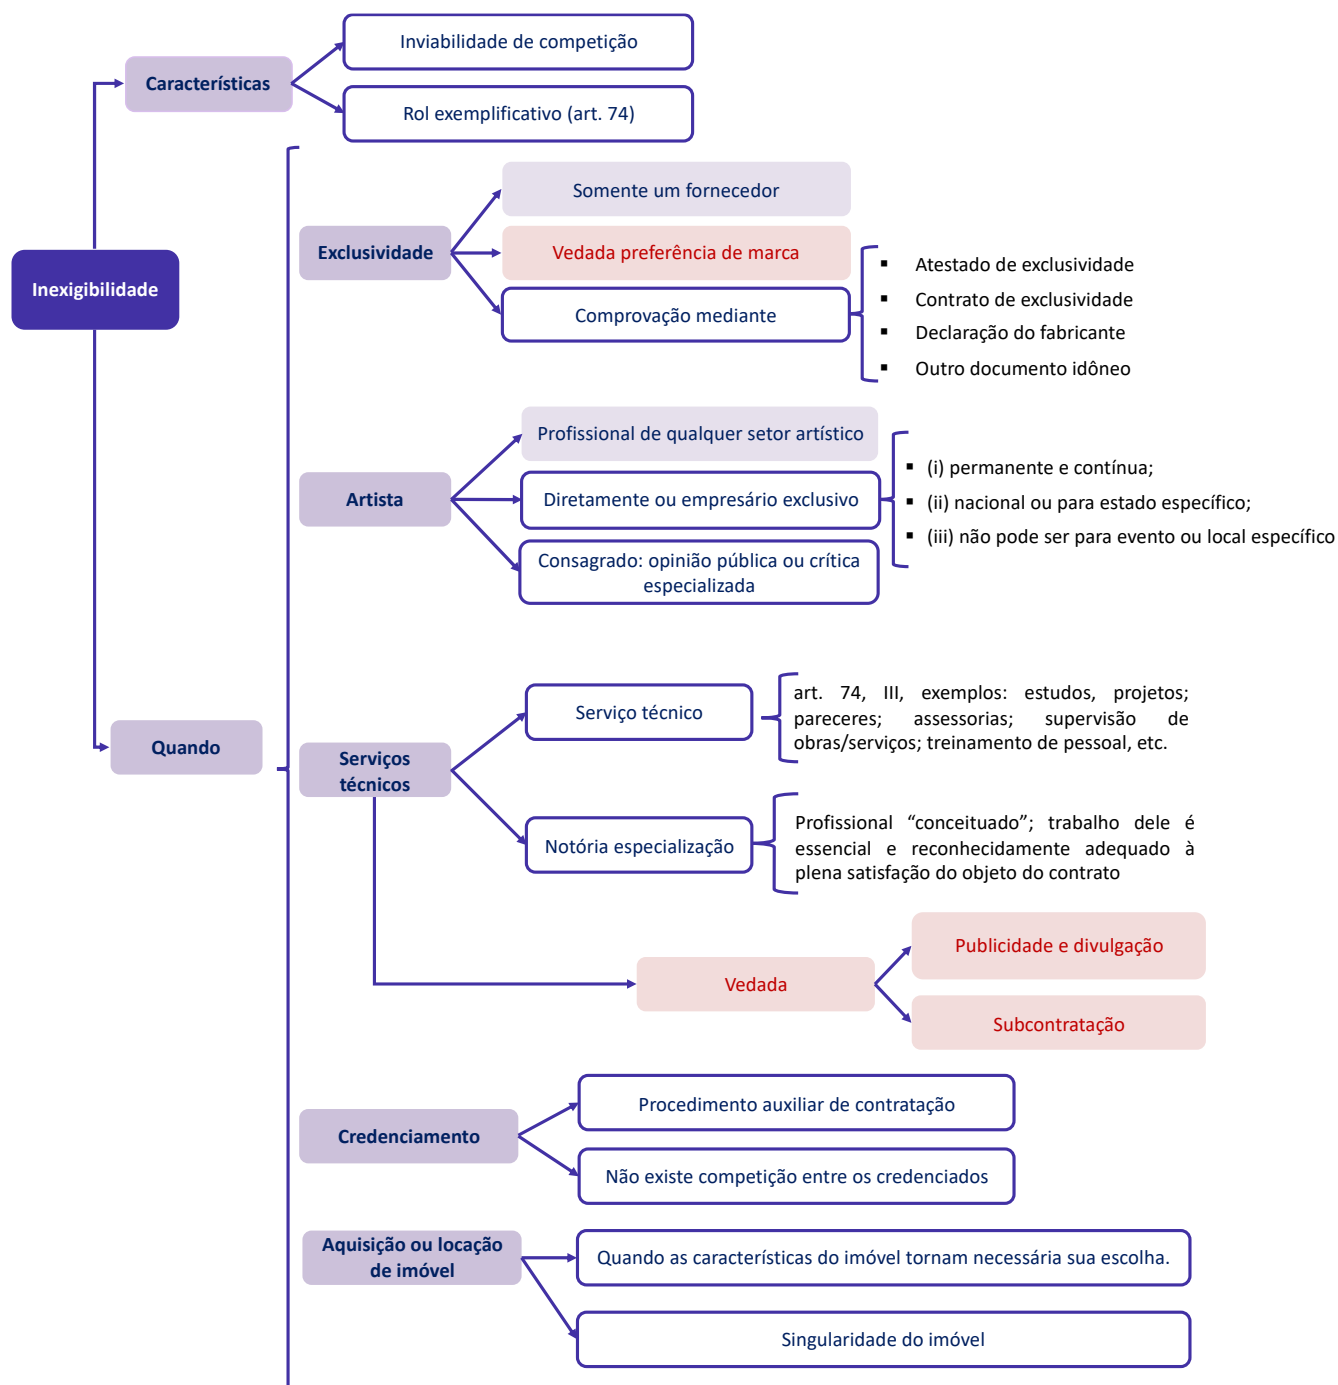 Inexigibilidade
Características
Inviabilidade de competição
Rol exemplificativo (art. 74)
Quando
Exclusividade
Somente um fornecedor
Vedada preferência de marca
Comprovação mediante
▪ Atestado de exclusividade
▪ Contrato de exclusividade
▪ Declaração do fabricante
▪ Outro documento idôneo
Artista
Profissional de qualquer setor artístico
Diretamente ou empresário exclusivo
▪ (i) permanente e contínua;
▪ (ii) nacional ou para estado específico;
▪ (iii) não pode ser para evento ou local específico
Consagrado: opinião pública ou crítica
especializada
Serviços
técnicos
Serviço técnico
art. 74, III, exemplos: estudos, projetos;
pareceres; assessorias; supervisão de
obras/serviços; treinamento de pessoal, etc.
Notória especialização
Profissional “conceituado”; trabalho dele é
essencial e reconhecidamente adequado à
plena satisfação do objeto do contrato
Vedada
Publicidade e divulgação
Subcontratação
Credenciamento
Procedimento auxiliar de contratação
Não existe competição entre os credenciados
Aquisição ou locação
de imóvel
Quando as características do imóvel tornam necessária sua escolha.
Singularidade do imóvel